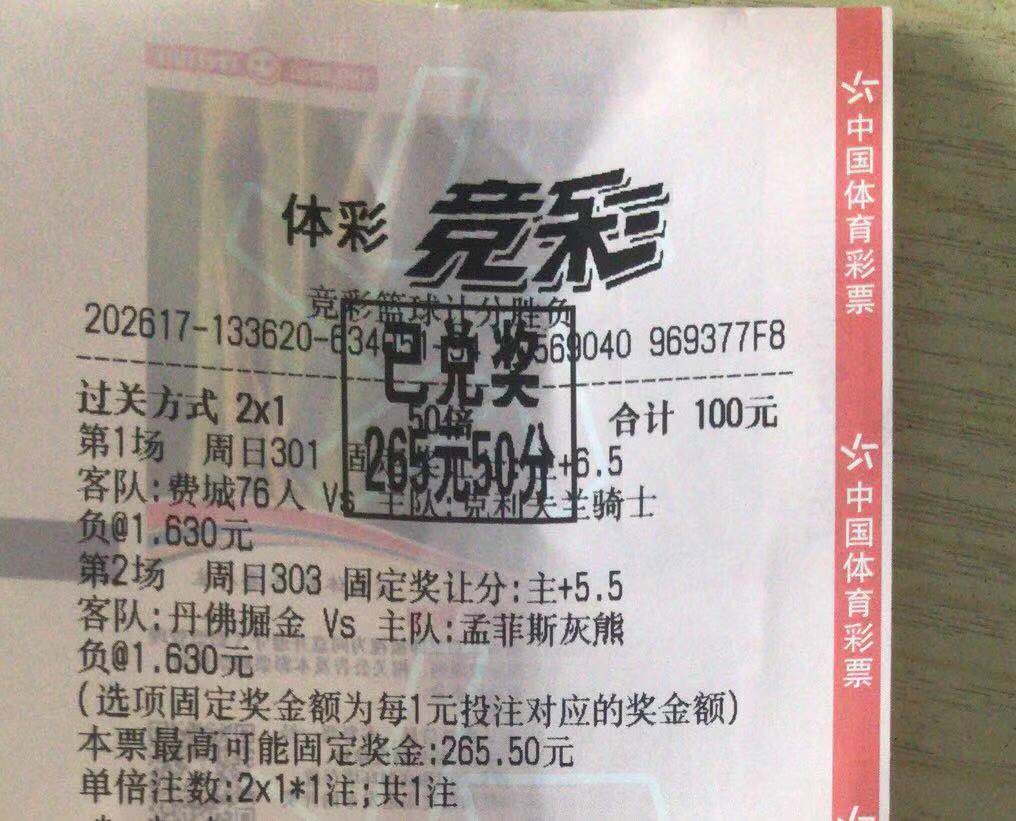 体彩 竞彩
竞彩篮球让分胜负
202617-133620-634 569040 969377F8
已兑奖
265元50分
过关方式 2x1 50倍 合计 100元
第1场 周日301 +6.5
客队:费城76人 Vs 主队:克利夫兰骑士
负@1.630元
第2场 周日303 固定奖让分:主+5.5
客队:丹佛掘金 Vs 主队:孟菲斯灰熊
负@1.630元
(选项固定奖金额为每1元投注对应的奖金额)
本票最高可能固定奖金:265.50元
单倍注数:2x1*1注;共1注
中国体育彩票
中国体育彩票